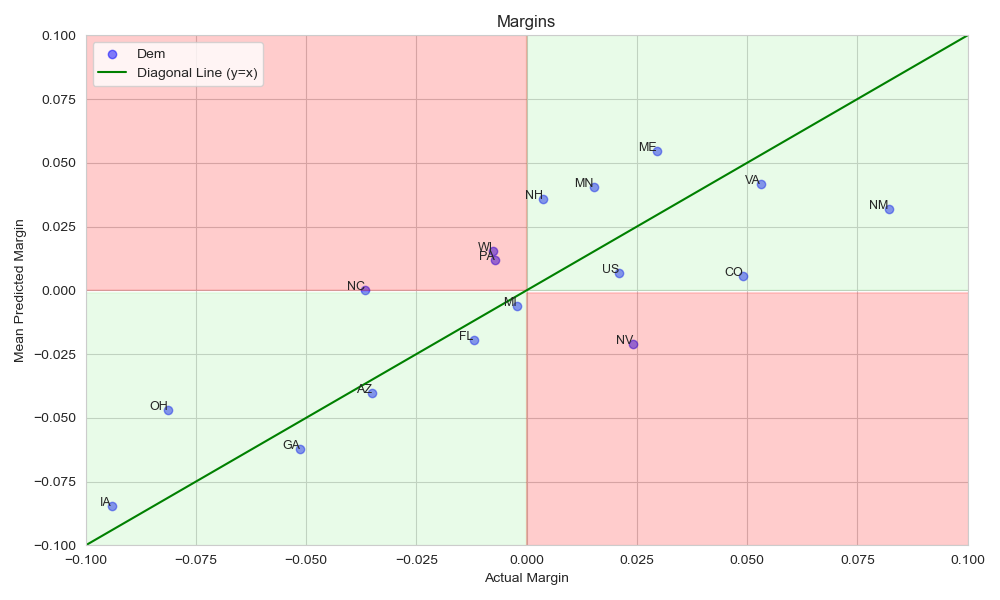 Margins
Dem
Diagonal Line (y=x)
Mean Predicted Margin
0.100
0.075
0.050
0.025
0.000
−0.025
−0.050
−0.075
−0.100
ME
MN
VA
NH
NM
WI
PA
US
CO
NC
MI
FL
NV
AZ
OH
GA
IA
−0.100 −0.075 −0.050 −0.025 0.000 0.025 0.050 0.075 0.100
Actual Margin